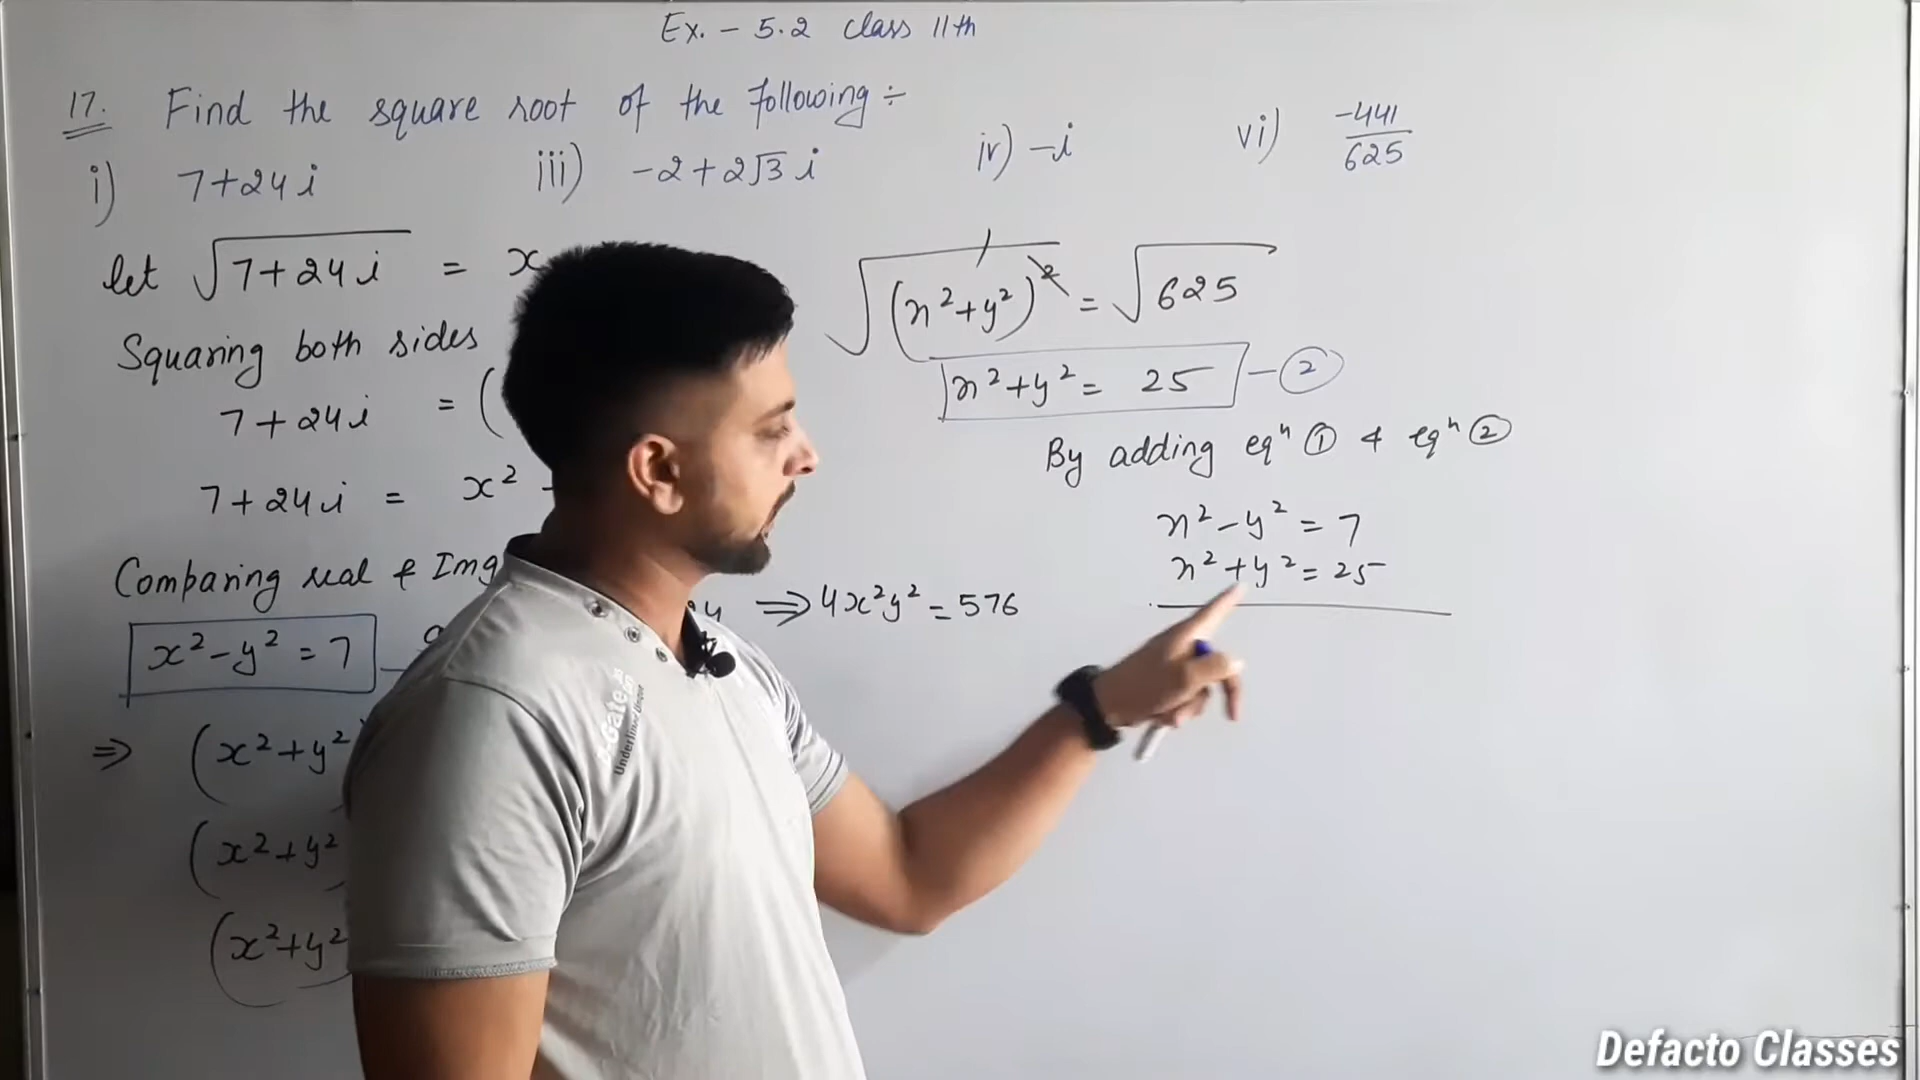 Ex. - 5.2 class 11th
17. Find the square root of the following ÷
i) 7+24i iii) -2+2√3 i iv) -i vi) -441/625
let √7+24i = x
Squaring both sides
7+24i = (
7+24i = x² -
Comparing real & Img
x²-y² = 7
24 ⇒ 4x²y² = 576
⇒ (x²+y²
(x²+y²
(x²+y²
√(x²+y²)² = √625
x²+y² = 25 - ②
By adding eqⁿ ① & eqⁿ ②
x²-y² = 7
x²+y² = 25
Underlined Unique
Defacto Classes